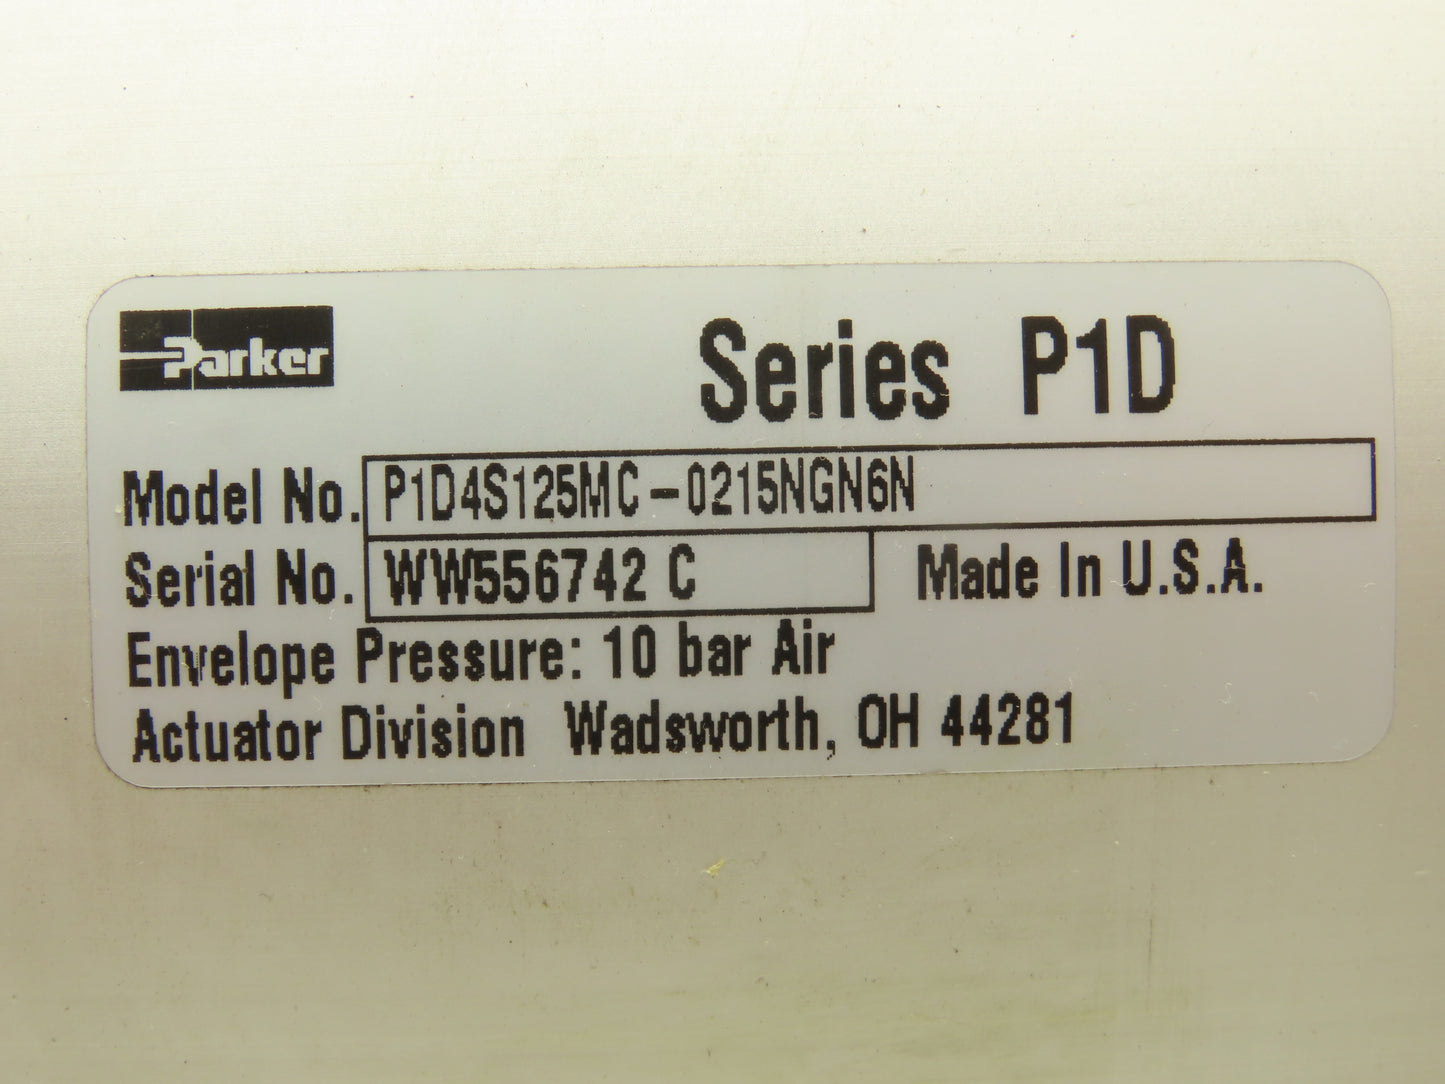 Parker
Series P1D
Model No. P1D4S125MC-0215NGN6N
Serial No. WW556742 C Made In U.S.A.
Envelope Pressure: 10 bar Air
Actuator Division Wadsworth, OH 44281